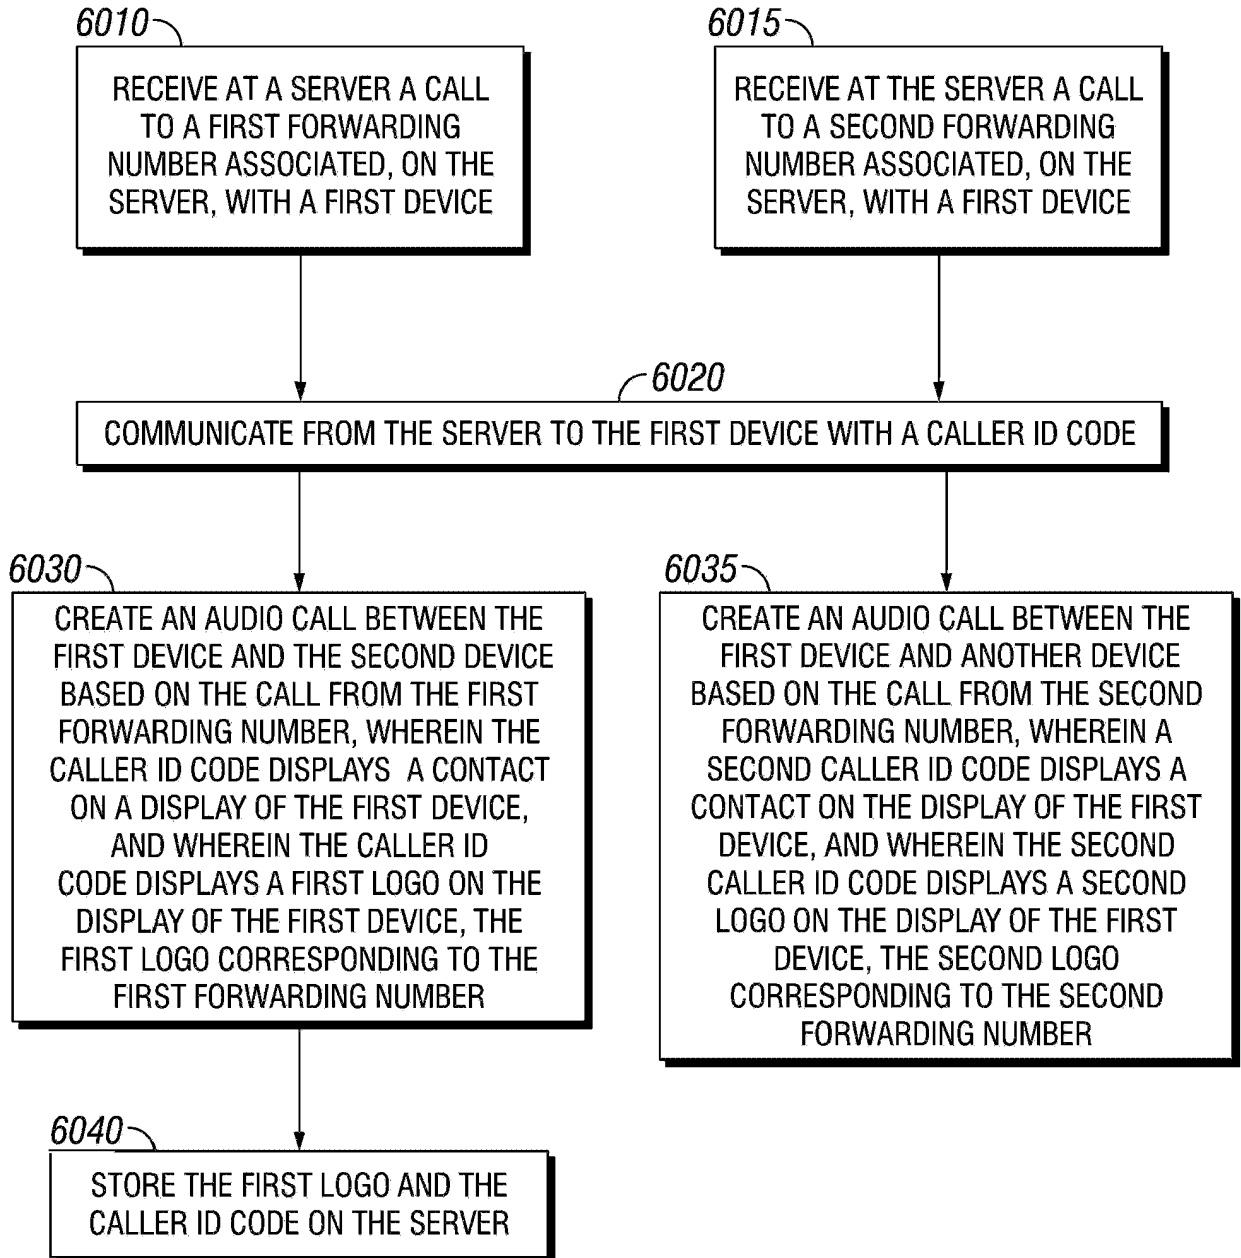 6010
RECEIVE AT A SERVER A CALL
TO A FIRST FORWARDING
NUMBER ASSOCIATED, ON THE
SERVER, WITH A FIRST DEVICE
6015
RECEIVE AT THE SERVER A CALL
TO A SECOND FORWARDING
NUMBER ASSOCIATED, ON THE
SERVER, WITH A FIRST DEVICE
6020
COMMUNICATE FROM THE SERVER TO THE FIRST DEVICE WITH A CALLER ID CODE
6030
CREATE AN AUDIO CALL BETWEEN THE
FIRST DEVICE AND THE SECOND DEVICE
BASED ON THE CALL FROM THE FIRST
FORWARDING NUMBER, WHEREIN THE
CALLER ID CODE DISPLAYS A CONTACT
ON A DISPLAY OF THE FIRST DEVICE,
AND WHEREIN THE CALLER ID
CODE DISPLAYS A FIRST LOGO ON THE
DISPLAY OF THE FIRST DEVICE, THE
FIRST LOGO CORRESPONDING TO THE
FIRST FORWARDING NUMBER
6035
CREATE AN AUDIO CALL BETWEEN THE
FIRST DEVICE AND ANOTHER DEVICE
BASED ON THE CALL FROM THE SECOND
FORWARDING NUMBER, WHEREIN A
SECOND CALLER ID CODE DISPLAYS A
CONTACT ON THE DISPLAY OF THE FIRST
DEVICE, AND WHEREIN THE SECOND
CALLER ID CODE DISPLAYS A SECOND
LOGO ON THE DISPLAY OF THE FIRST
DEVICE, THE SECOND LOGO
CORRESPONDING TO THE SECOND
FORWARDING NUMBER
6040
STORE THE FIRST LOGO AND THE
CALLER ID CODE ON THE SERVER